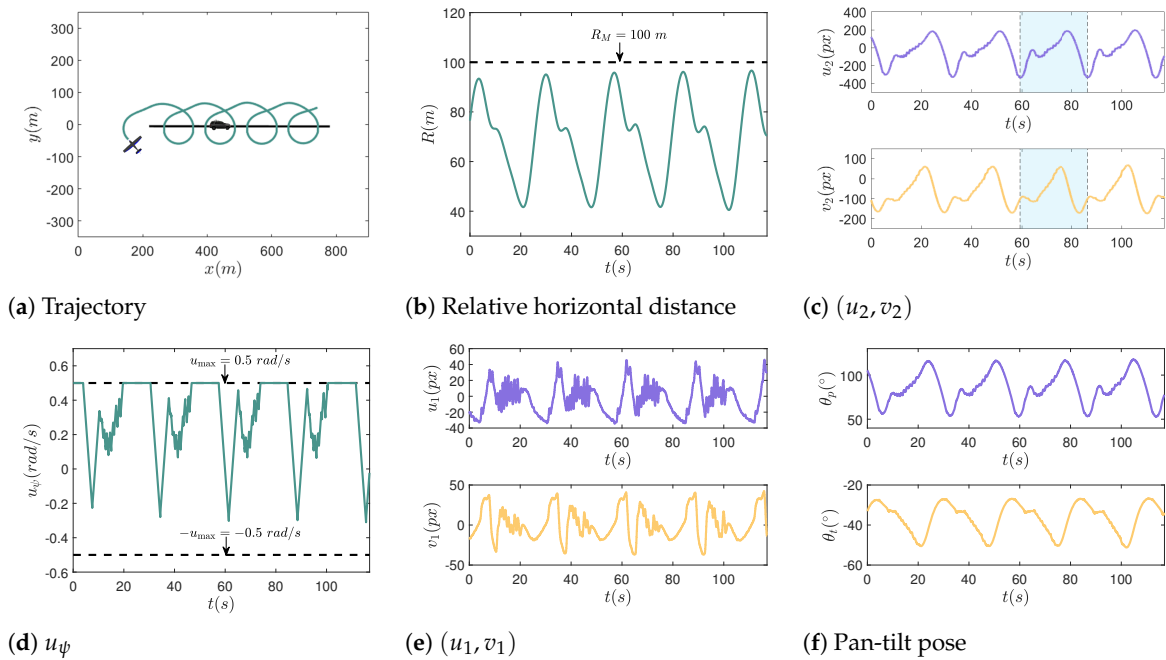 300
200
100
0
-100
-200
-300
y(m)
0 200 400 600 800
x(m)
(a) Trajectory
R_M = 100 m
120
100
80
60
40
R(m)
0 20 40 60 80 100
t(s)
(b) Relative horizontal distance
400
200
0
-200
-400
u_2(px)
0 20 40 60 80 100
t(s)
100
0
-100
-200
v_2(px)
0 20 40 60 80 100
t(s)
(c) (u_2, v_2)
u_max = 0.5 rad/s
0.6
0.4
0.2
0
-0.2
-0.4
-0.6
u_ψ(rad/s)
-u_max = -0.5 rad/s
0 20 40 60 80 100
t(s)
(d) u_ψ
60
40
20
0
-20
-40
u_1(px)
0 20 40 60 80 100
t(s)
50
0
-50
v_1(px)
0 20 40 60 80 100
t(s)
(e) (u_1, v_1)
100
50
θ_p(°)
0 20 40 60 80 100
t(s)
-20
-40
-60
θ_t(°)
0 20 40 60 80 100
t(s)
(f) Pan-tilt pose